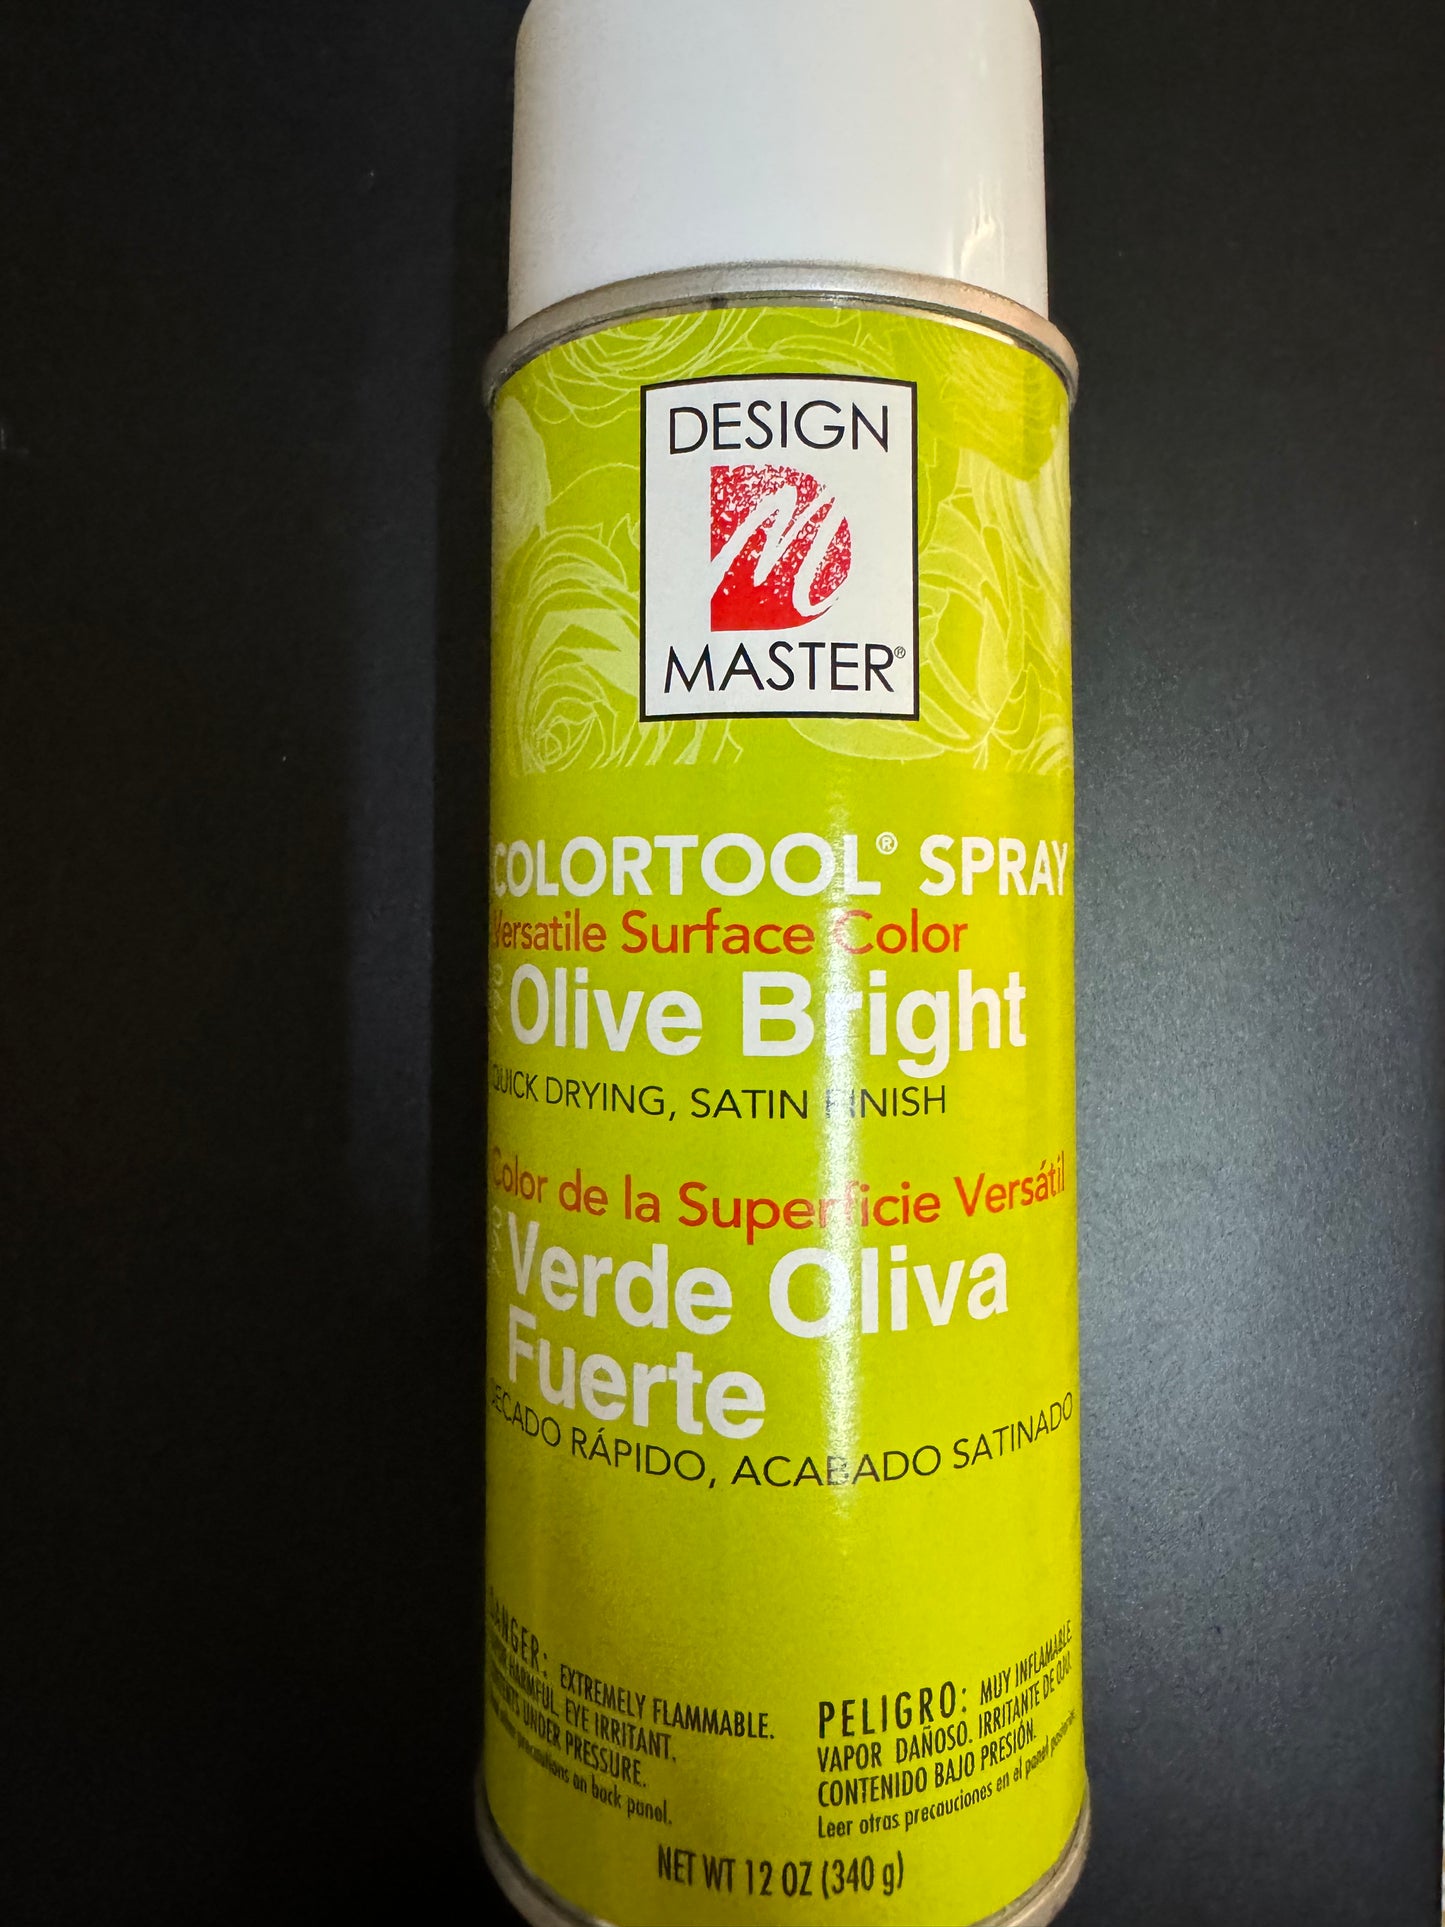 DESIGN
MASTER®
COLORTOOL® SPRAY
Versatile Surface Color
Olive Bright
QUICK DRYING, SATIN FINISH
Color de la Superficie Versátil
Verde Oliva
Fuerte
SECADO RÁPIDO, ACABADO SATINADO
DANGER: EXTREMELY FLAMMABLE.
HARMFUL. EYE IRRITANT.
UNDER PRESSURE.
precautions on back panel.
PELIGRO: MUY INFLAMABLE
VAPOR DAÑOSO. IRRITANTE DE OJO.
CONTENIDO BAJO PRESIÓN.
Leer otras precauciones en el panel posterior.
NET WT 12 OZ (340 g)